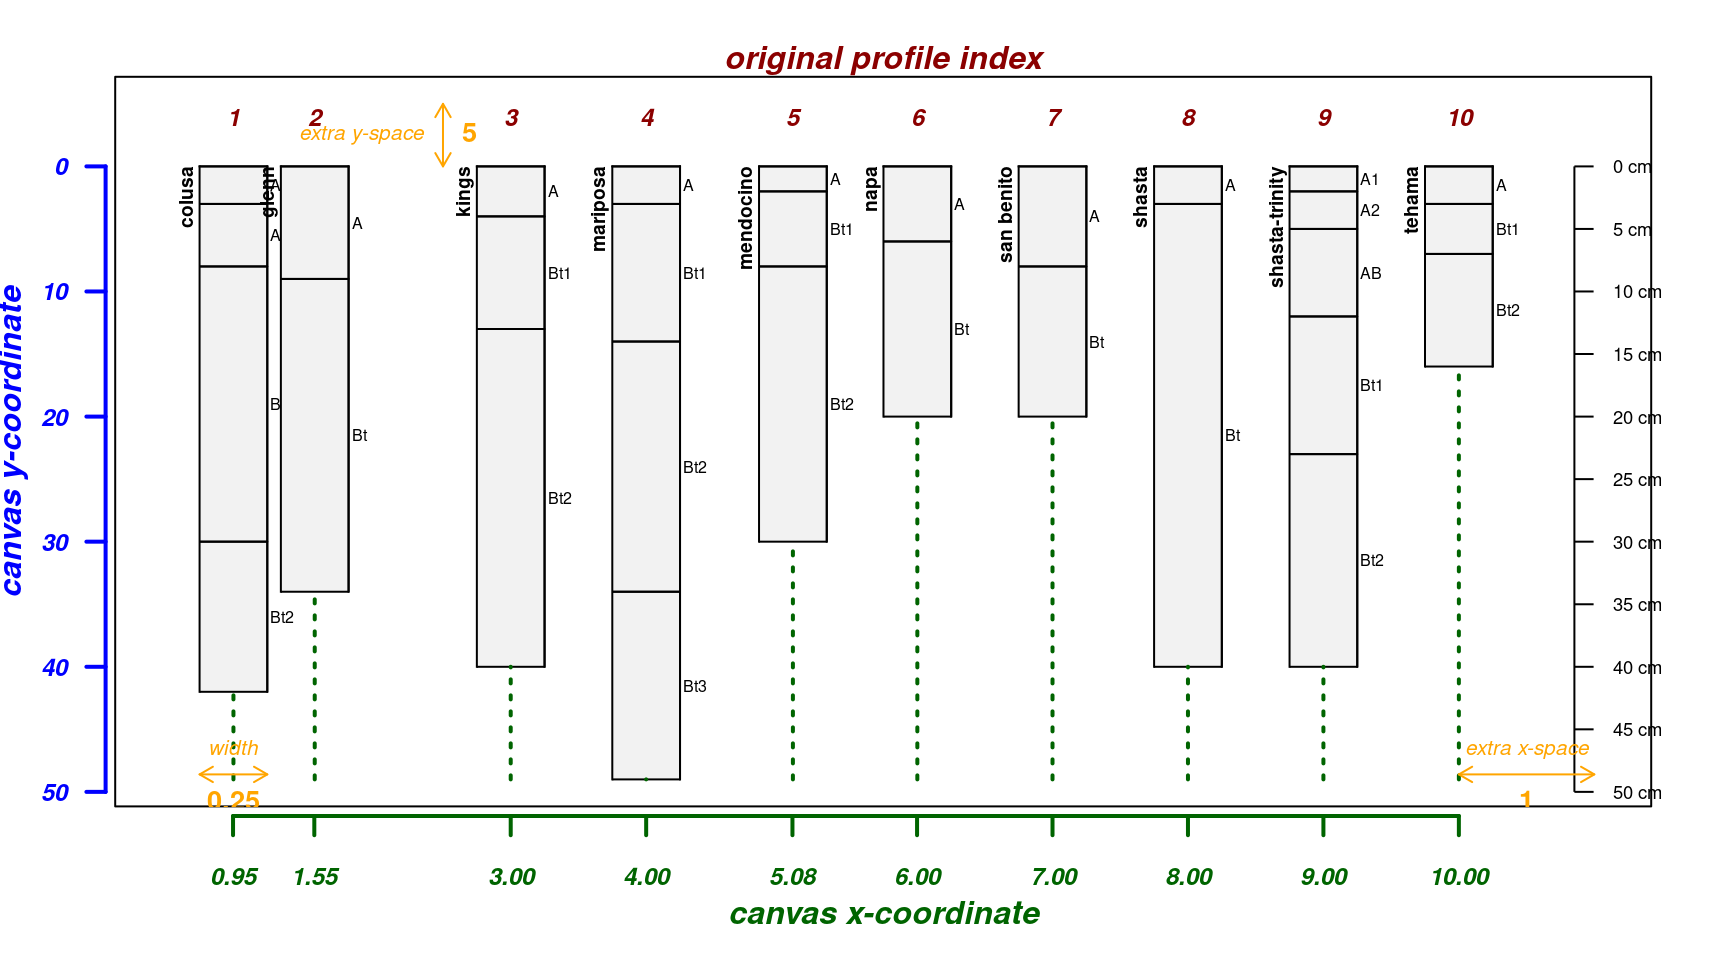 original profile index
1 2 3 4 5 6 7 8 9 10
extra y-space 5
canvas y-coordinate
0
10
20
30
40
50
colusa
A
A
B
Bt2
glenn
A
Bt
kings
A
Bt1
Bt2
mariposa
A
Bt1
Bt2
Bt3
mendocino
A
Bt1
Bt2
napa
A
Bt
san benito
A
Bt
shasta
A
Bt
shasta-trinity
A1
A2
AB
Bt1
Bt2
tehama
A
Bt1
Bt2
0 cm
5 cm
10 cm
15 cm
20 cm
25 cm
30 cm
35 cm
40 cm
45 cm
50 cm
width
0.25
extra x-space
1
0.95 1.55 3.00 4.00 5.08 6.00 7.00 8.00 9.00 10.00
canvas x-coordinate